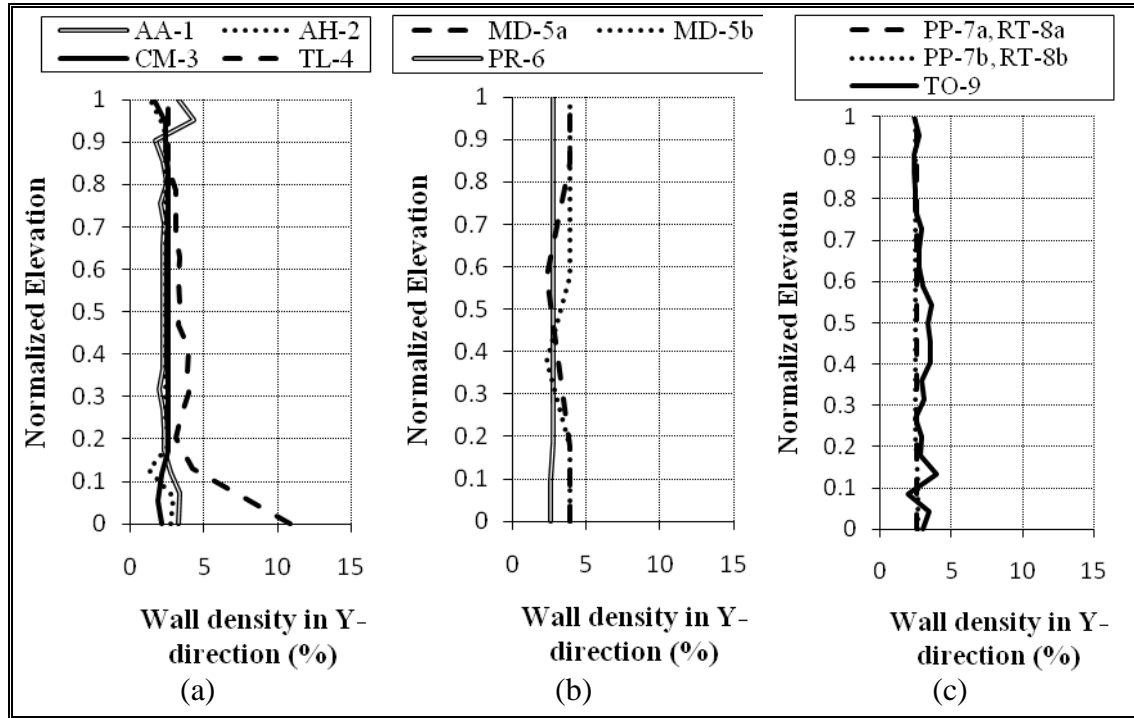 AA-1 AH-2
CM-3 TL-4
1
0.9
0.8
0.7
0.6
0.5
0.4
0.3
0.2
0.1
0
Normalized Elevation
0 5 10 15
Wall density in Y-
direction (%)
(a)
MD-5a MD-5b
PR-6
1
0.9
0.8
0.7
0.6
0.5
0.4
0.3
0.2
0.1
0
Normalized Elevation
0 5 10 15
Wall density in Y-
direction (%)
(b)
PP-7a, RT-8a
PP-7b, RT-8b
TO-9
1
0.9
0.8
0.7
0.6
0.5
0.4
0.3
0.2
0.1
0
Normalized Elevation
0 5 10 15
Wall density in Y-
direction (%)
(c)